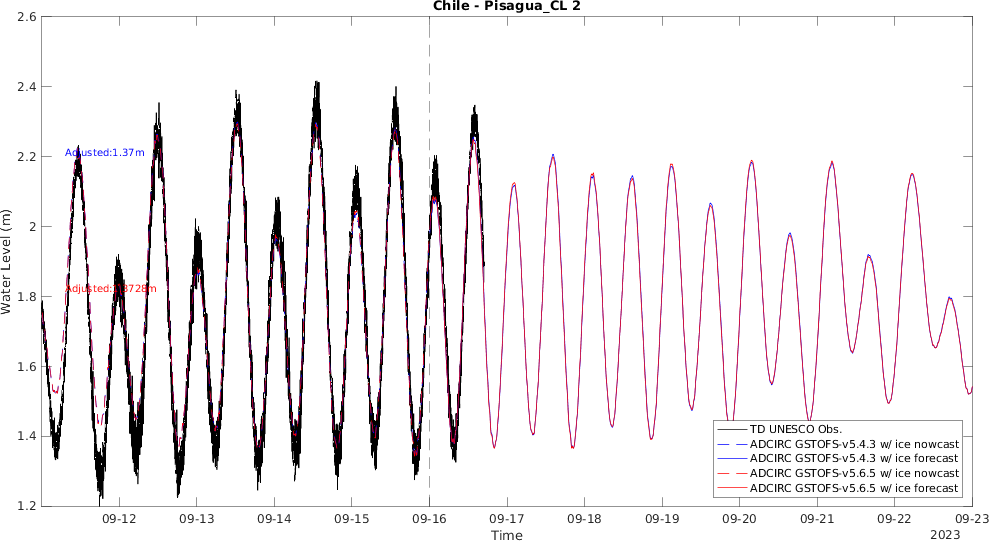 Chile - Pisagua_CL 2
2.6
2.4
2.2
2
1.8
1.6
1.4
1.2
Water Level (m)
Adjusted:1.37m
Adjusted:1.3728m
09-12
09-13
09-14
09-15
09-16
09-17
09-18
09-19
09-20
09-21
09-22
09-23
Time
2023
TD UNESCO Obs.
ADCIRC GSTOFS-v5.4.3 w/ ice nowcast
ADCIRC GSTOFS-v5.4.3 w/ ice forecast
ADCIRC GSTOFS-v5.6.5 w/ ice nowcast
ADCIRC GSTOFS-v5.6.5 w/ ice forecast